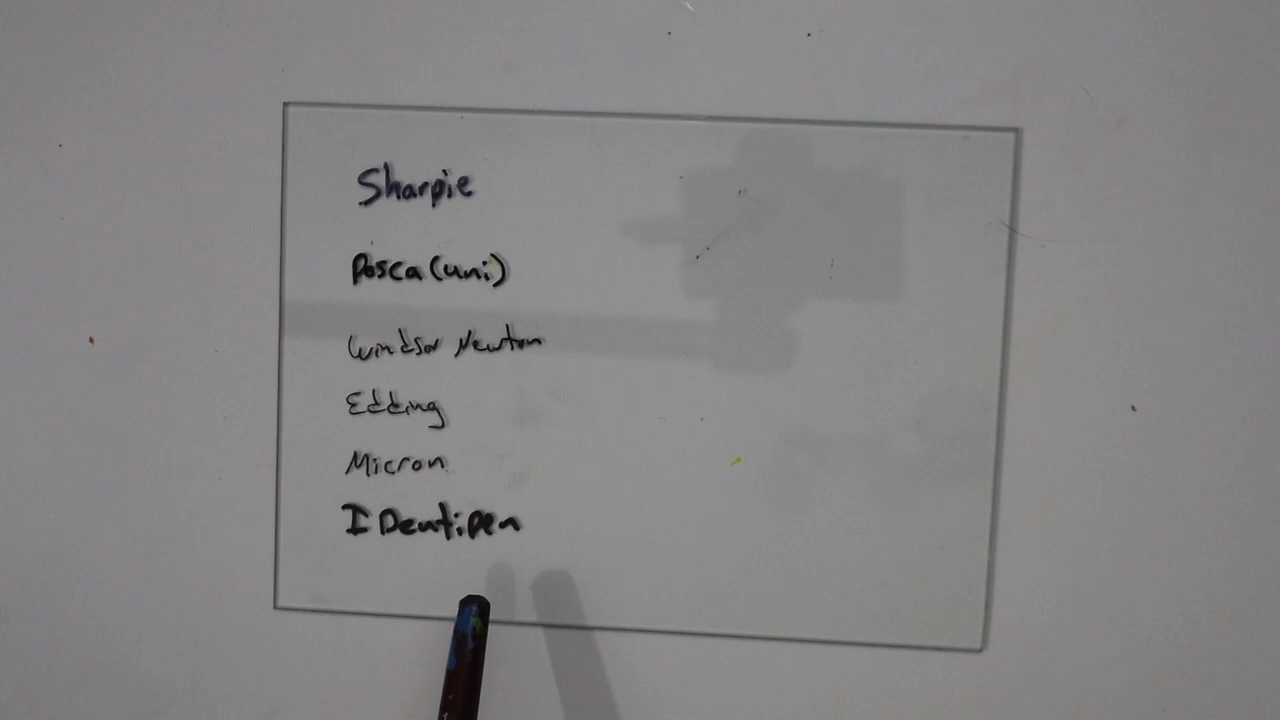 Sharpie
Posca (uni)
Windsor Newton
Edding
Micron
IDentipen